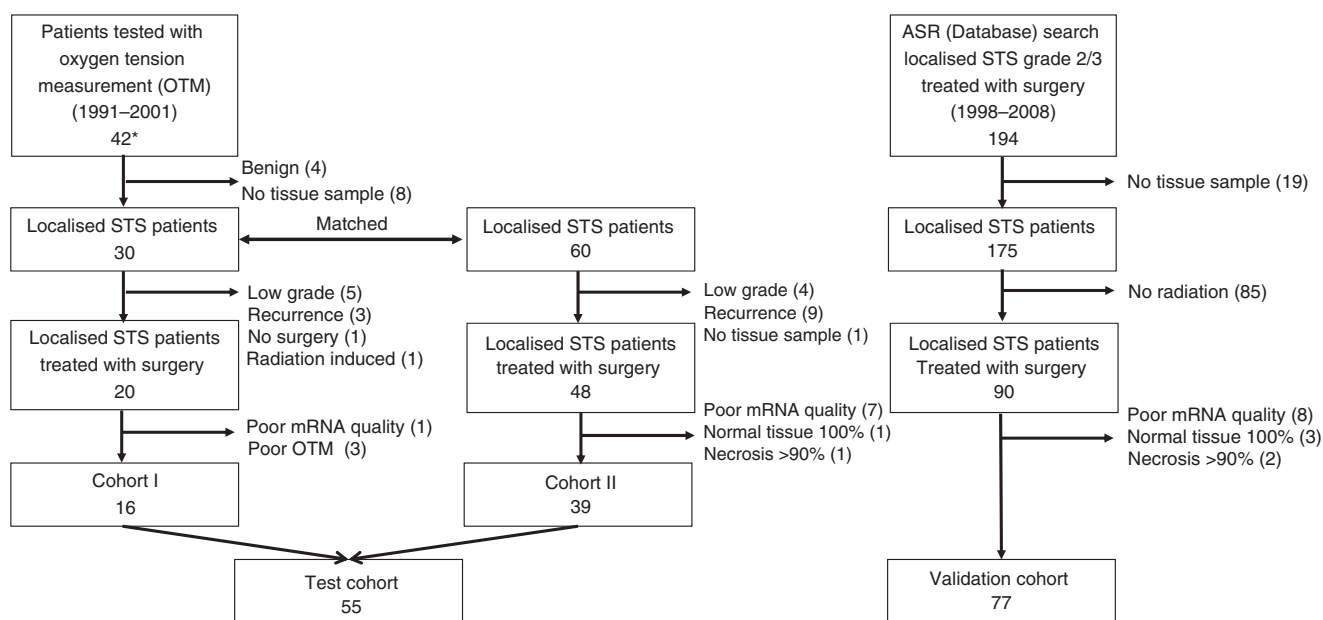 Patients tested with
oxygen tension
measurement (OTM)
(1991–2001)
42*
Benign (4)
No tissue sample (8)
Localised STS patients
30
Matched
Low grade (5)
Recurrence (3)
No surgery (1)
Radiation induced (1)
Localised STS patients
treated with surgery
20
Poor mRNA quality (1)
Poor OTM (3)
Cohort I
16
Localised STS patients
60
Low grade (4)
Recurrence (9)
No tissue sample (1)
Localised STS patients
treated with surgery
48
Poor mRNA quality (7)
Normal tissue 100% (1)
Necrosis >90% (1)
Cohort II
39
Test cohort
55
ASR (Database) search
localised STS grade 2/3
treated with surgery
(1998–2008)
194
No tissue sample (19)
Localised STS patients
175
No radiation (85)
Localised STS patients
Treated with surgery
90
Poor mRNA quality (8)
Normal tissue 100% (3)
Necrosis >90% (2)
Validation cohort
77